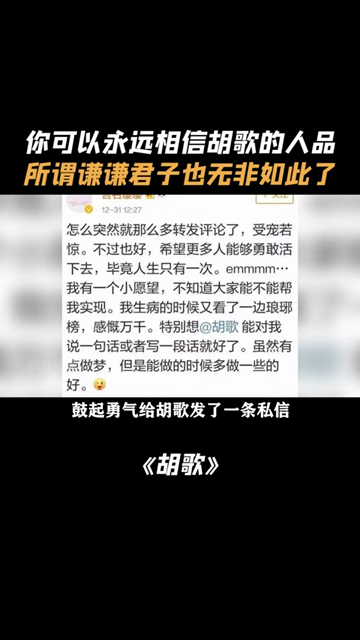 你可以永远相信胡歌的人品
所谓谦谦君子也无非如此了
12-31 12:27
怎么突然就那么多转发评论了，受宠若
惊。不过也好，希望更多人能够勇敢活
下去，毕竟人生只有一次。emmmm…
我有一个小愿望，不知道大家能不能帮
我实现。我生病的时候又看了一边琅琊
榜，感慨万千。特别想@胡歌 能对我
说一句话或者写一段话就好了。虽然有
点做梦，但是能做的时候多做一些的
好。
鼓起勇气给胡歌发了一条私信
《胡歌》